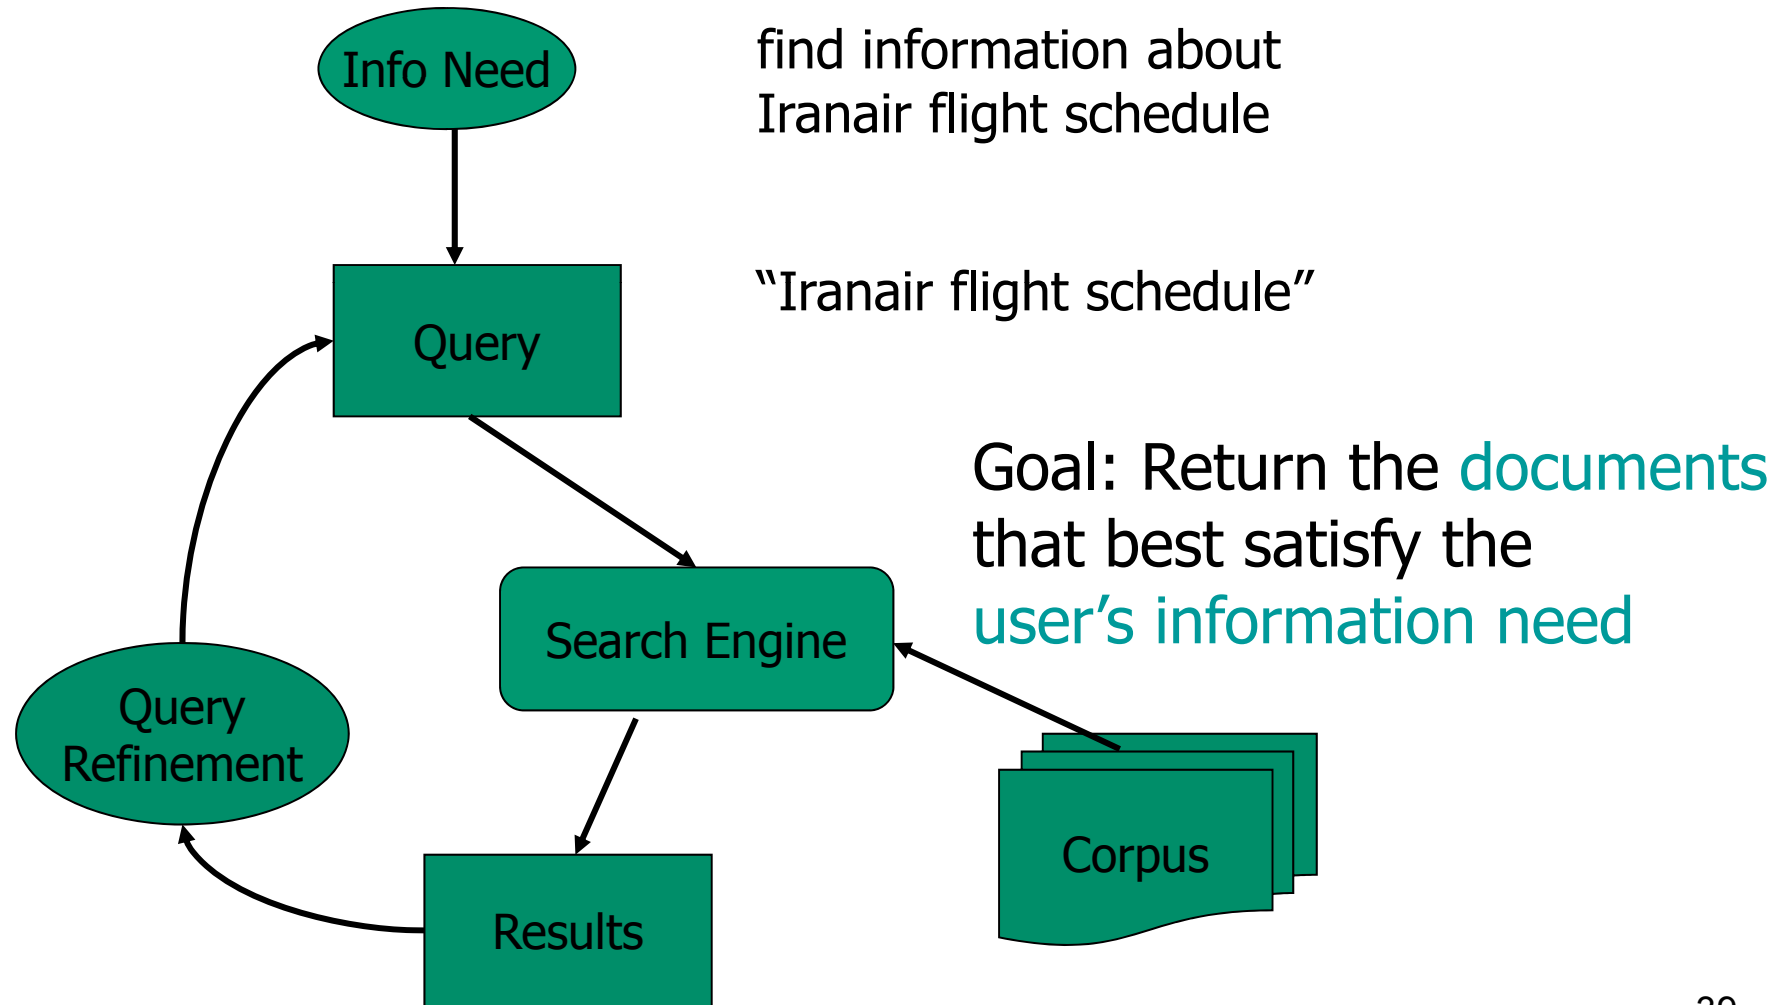 Info Need
find information about
Iranair flight schedule
“Iranair flight schedule”
Query
Goal: Return the documents
that best satisfy the
user’s information need
Search Engine
Query
Refinement
Corpus
Results